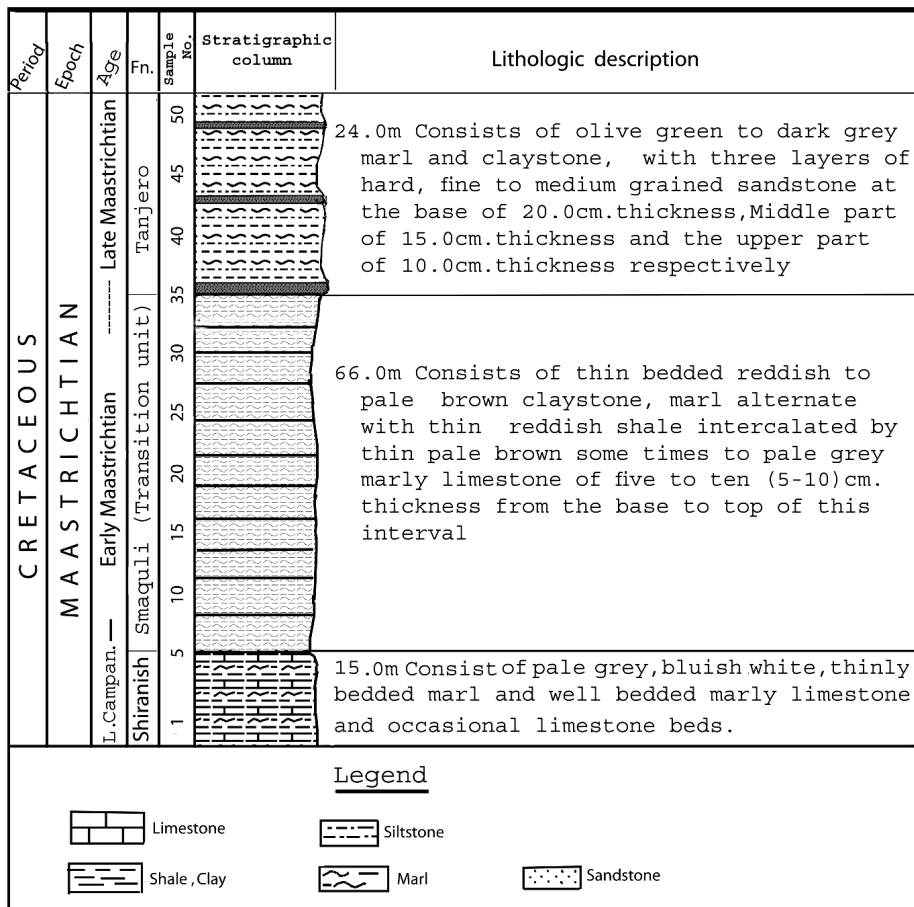 Period
Epoch
Age
Fn.
Sample No.
Stratigraphic
column
Lithologic description
CRETACEOUS
MAASTRICHTIAN
Late Maastrichtian
Early Maastrichtian
L.Campan.
Tanjero
Smaquli (Transition unit)
Shiranish
50
45
40
35
30
25
20
15
10
5
1
24.0m Consists of olive green to dark grey
marl and claystone, with three layers of
hard, fine to medium grained sandstone at
the base of 20.0cm.thickness,Middle part
of 15.0cm.thickness and the upper part
of 10.0cm.thickness respectively
66.0m Consists of thin bedded reddish to
pale brown claystone, marl alternate
with thin reddish shale intercalated by
thin pale brown some times to pale grey
marly limestone of five to ten (5-10)cm.
thickness from the base to top of this
interval
15.0m Consist of pale grey,bluish white,thinly
bedded marl and well bedded marly limestone
and occasional limestone beds.
Legend
Limestone
Siltstone
Shale ,Clay
Marl
Sandstone